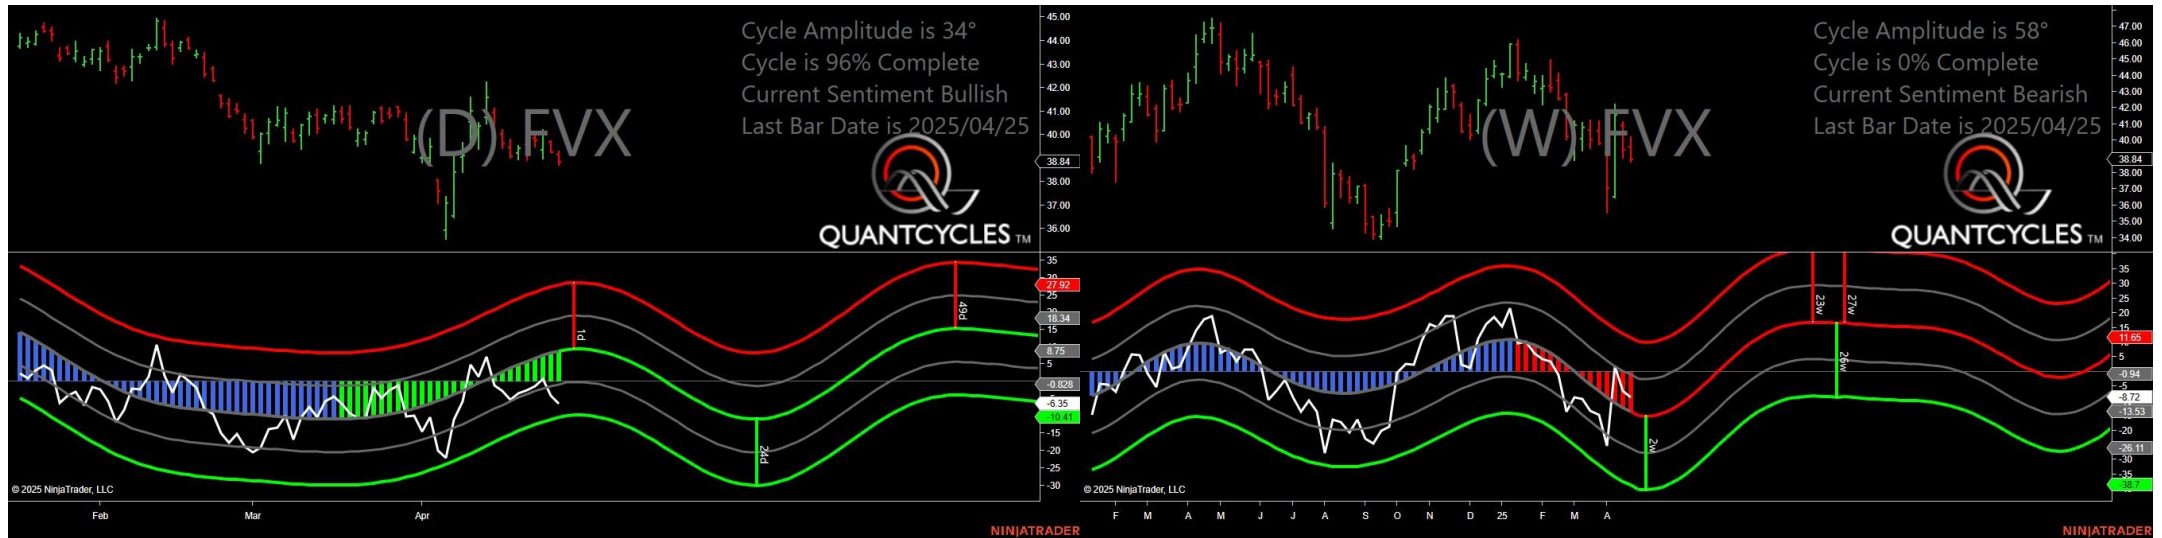 Cycle Amplitude is 34°
Cycle is 96% Complete
Current Sentiment Bullish
Last Bar Date is 2025/04/25
(D) FVX
QUANTCYCLES TM
45.00
44.00
43.00
42.00
41.00
40.00
38.84
38.00
37.00
36.00
35
27.92
25
18.34
15
8.75
5
-0.828
-6.35
-10.41
-15
-20
-25
-30
1d
24d
49d
© 2025 NinjaTrader, LLC
Feb Mar Apr
NINJATRADER
Cycle Amplitude is 58°
Cycle is 0% Complete
Current Sentiment Bearish
Last Bar Date is 2025/04/25
(W) FVX
QUANTCYCLES TM
47.00
46.00
45.00
44.00
43.00
42.00
41.00
40.00
38.84
38.00
37.00
36.00
35.00
34.00
35
30
25
20
15
11.65
5
-0.94
-5
-8.72
-13.53
-20
-26.11
-30
-35
-38.7
2w
23w
26w
27w
© 2025 NinjaTrader, LLC
F M A M J J A S O N D 25 F M A
NINJATRADER